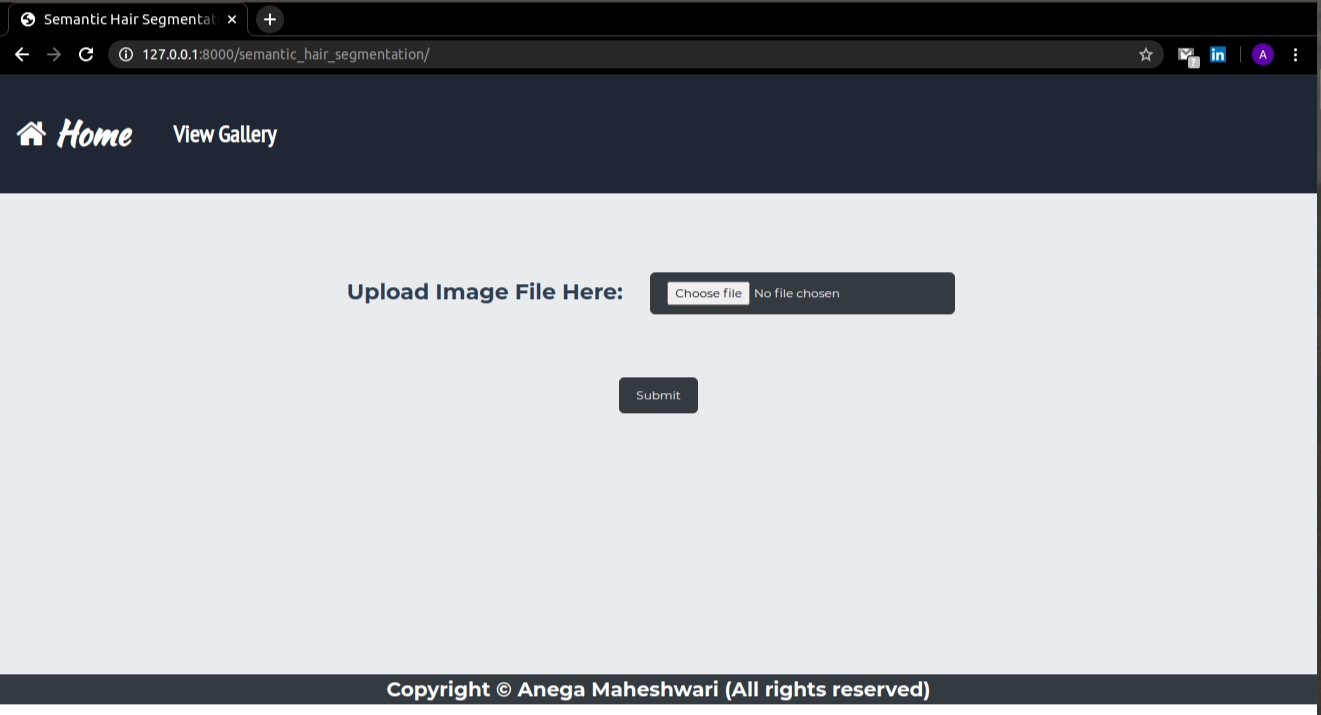 Semantic Hair Segmentat
127.0.0.1:8000/semantic_hair_segmentation/
A
Home View Gallery
Upload Image File Here: Choose file No file chosen
Submit
Copyright © Anega Maheshwari (All rights reserved)